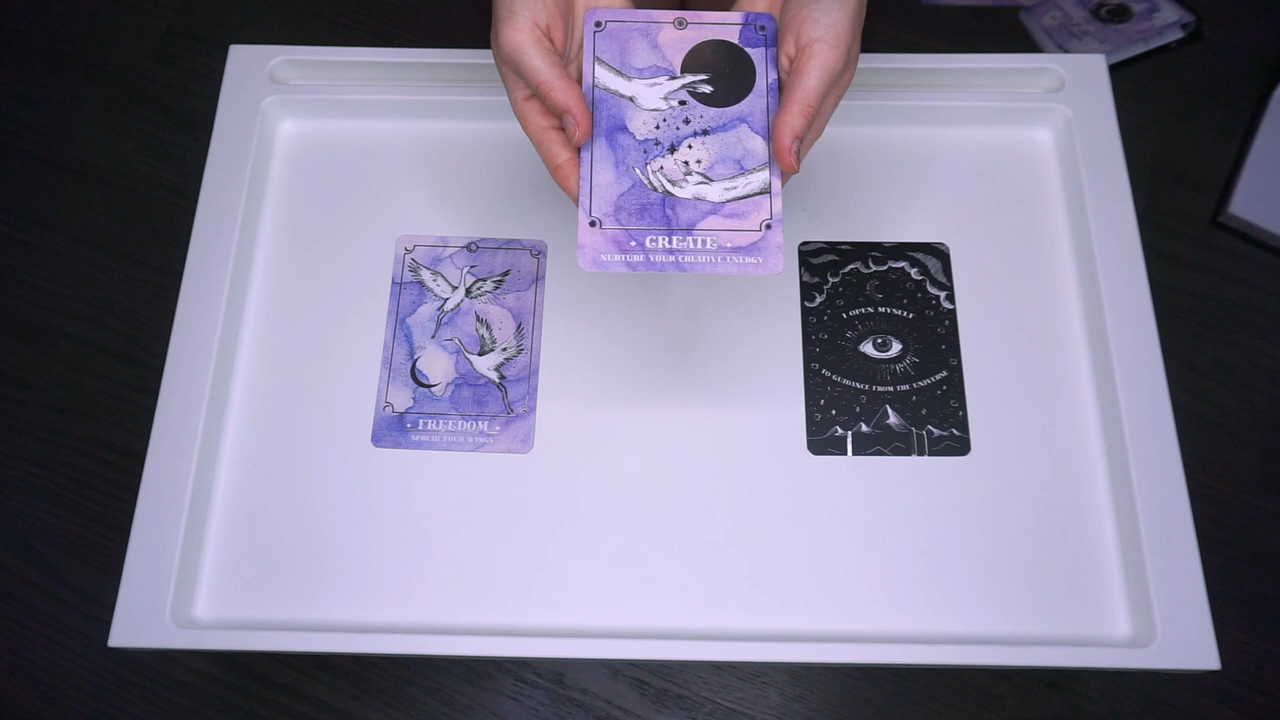 CREATE
NURTURE YOUR CREATIVE ENERGY
FREEDOM
SPREAD YOUR WINGS
I OPEN MYSELF
TO GUIDANCE FROM THE UNIVERSE